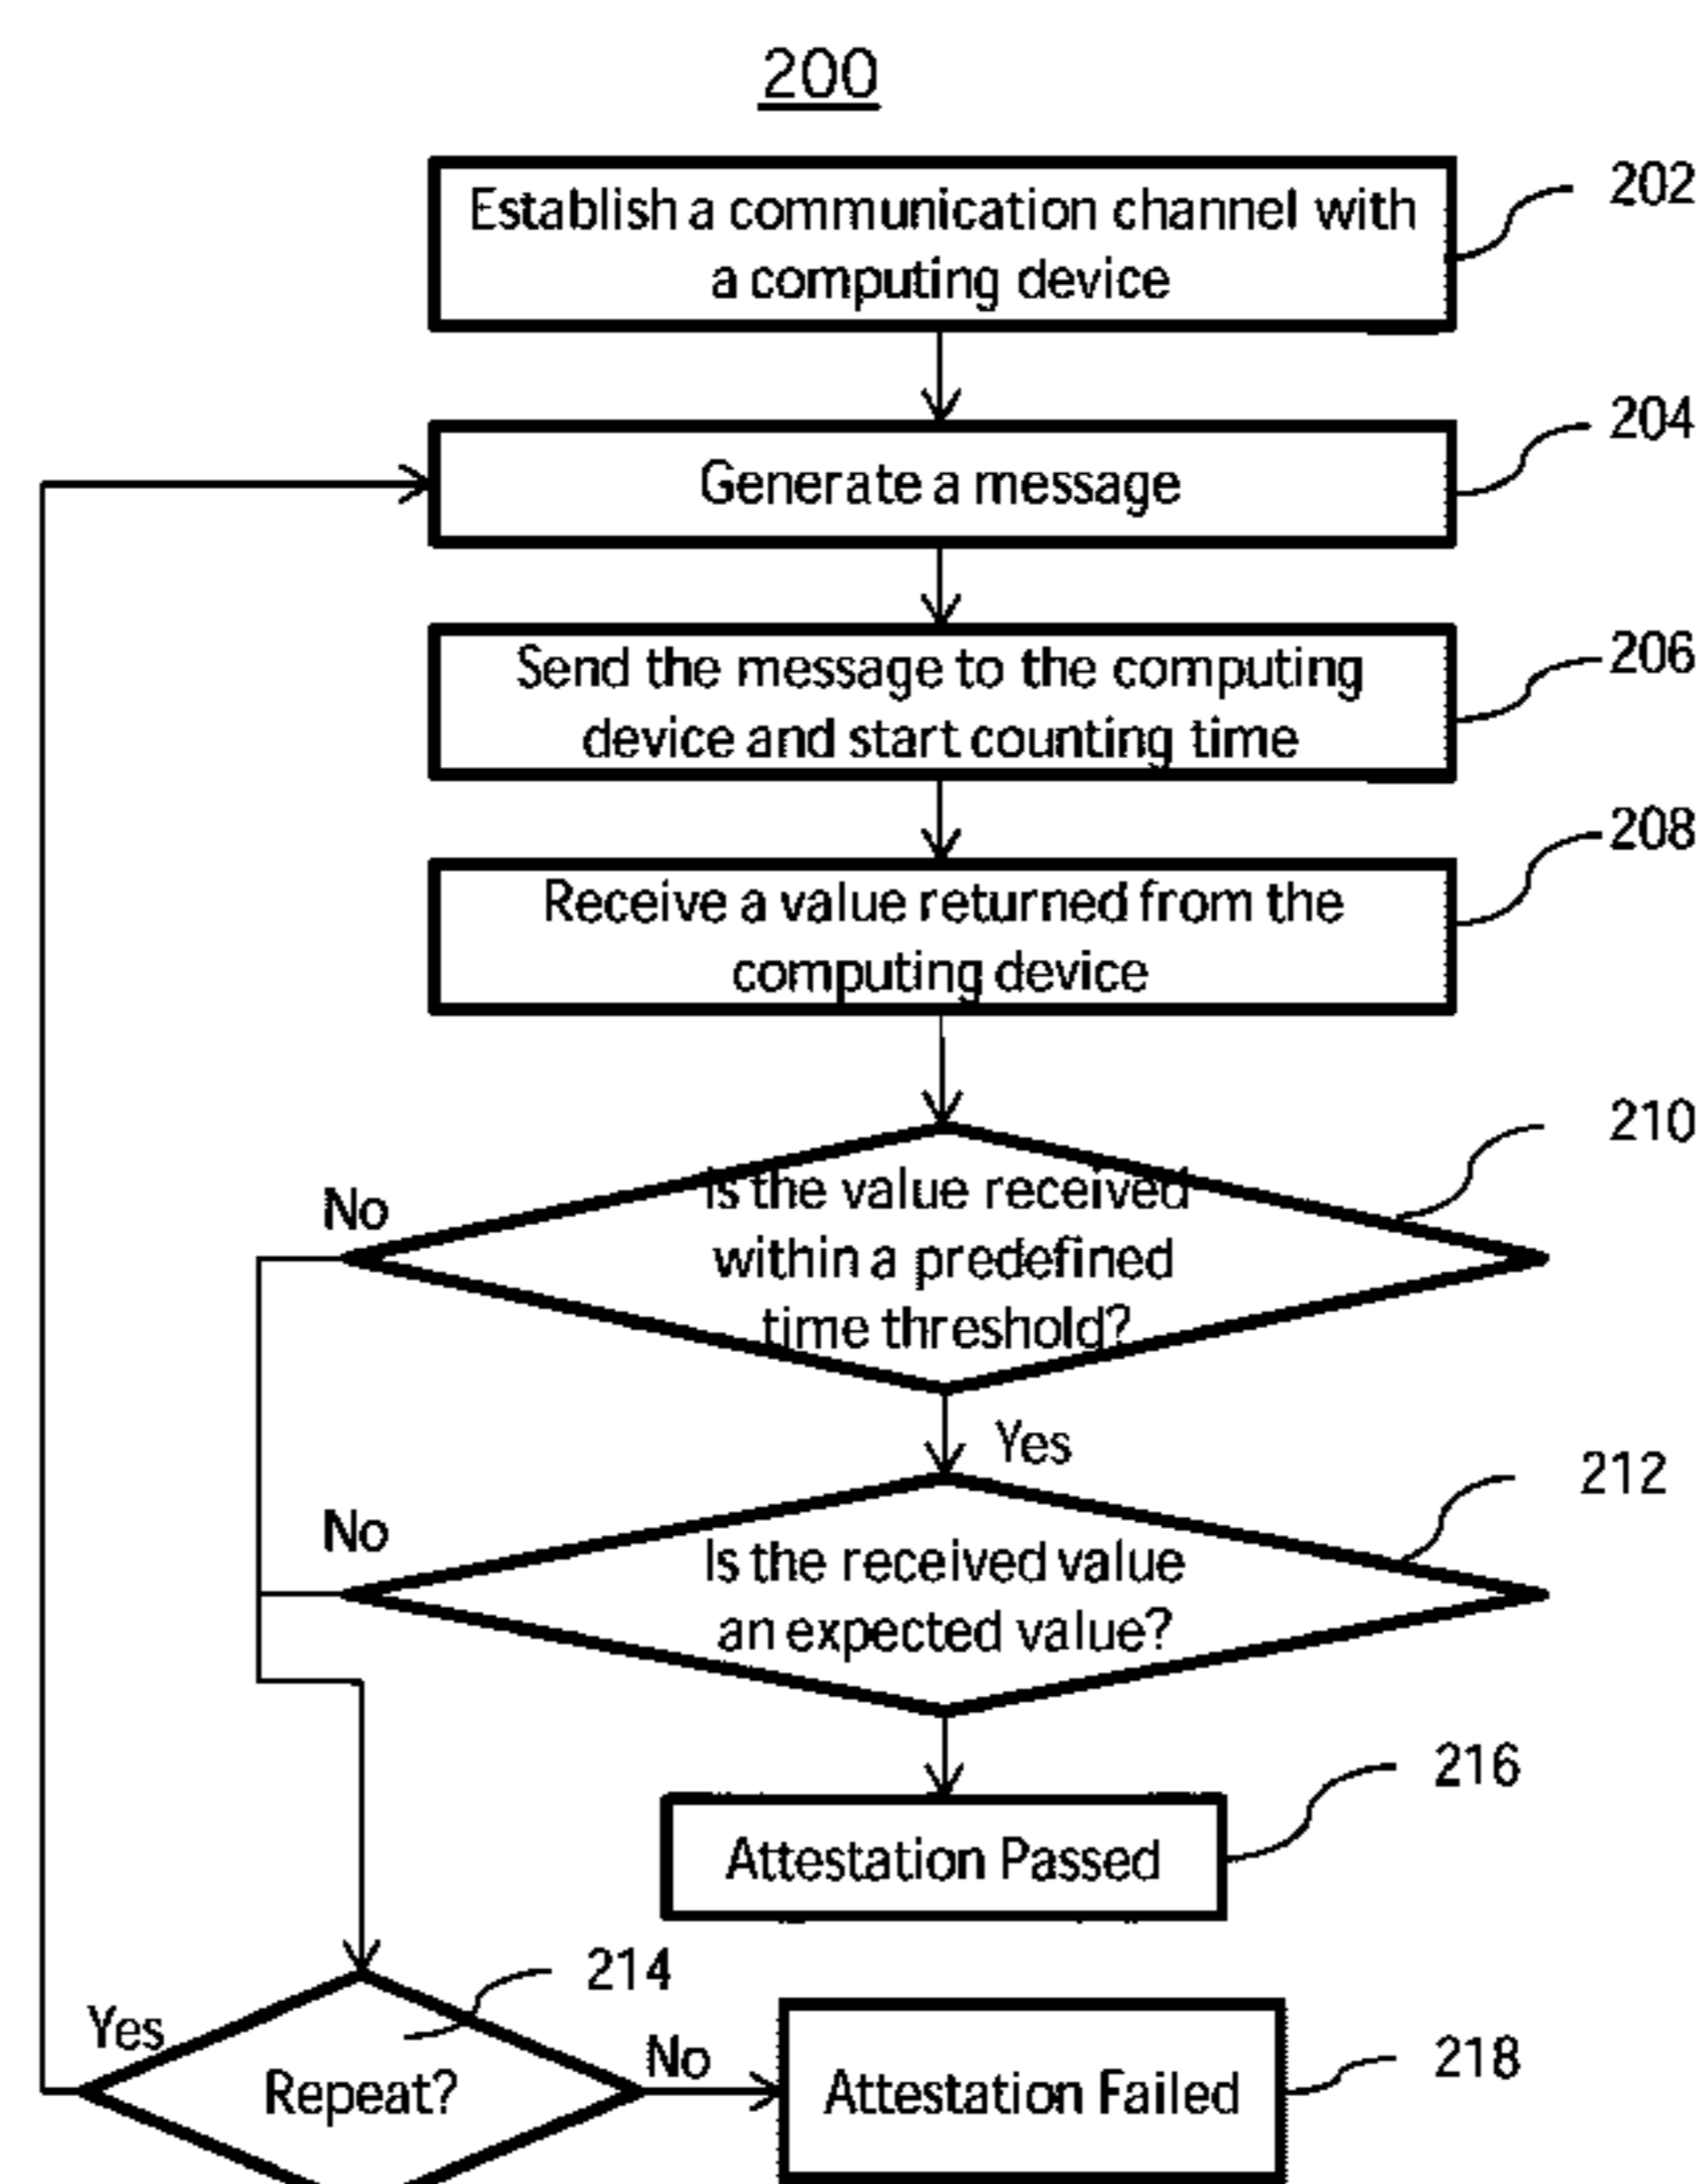 200
Establish a communication channel with
a computing device
202
Generate a message
204
Send the message to the computing
device and start counting time
206
Receive a value returned from the
computing device
208
Is the value received
within a predefined
time threshold?
210
No
Yes
Is the received value
an expected value?
212
No
Attestation Passed
216
Repeat?
214
Yes
No
Attestation Failed
218